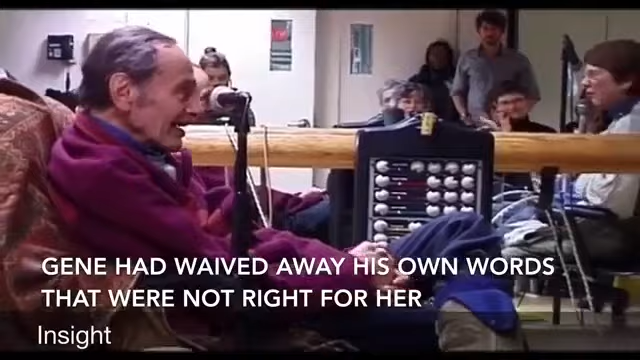 GENE HAD WAIVED AWAY HIS OWN WORDS
THAT WERE NOT RIGHT FOR HER
Insight